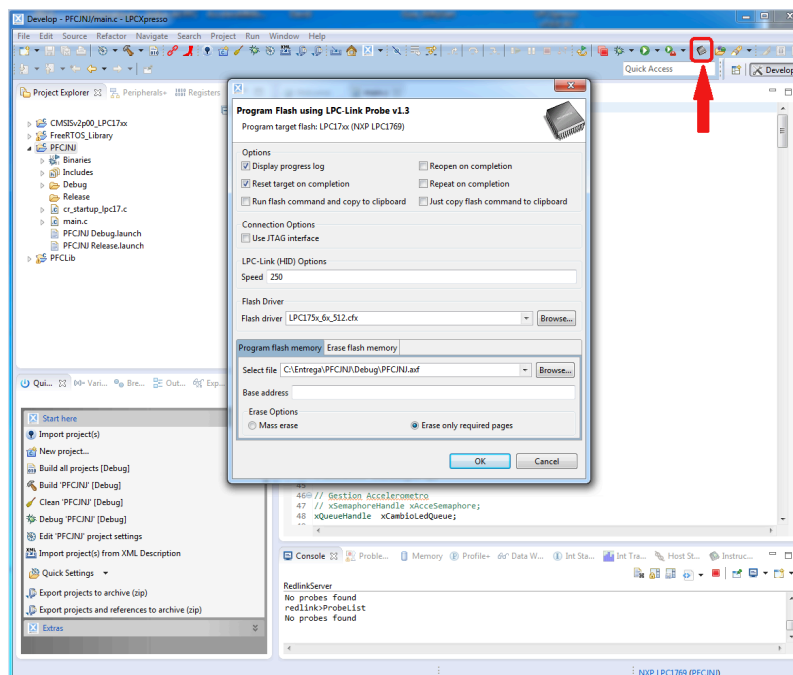 Develop - PFCJNJ/main.c - LPCXpresso
File Edit Source Refactor Navigate Search Project Run Window Help
Quick Access
Develop
Project Explorer Peripherals+ Registers
CMSISv2p00_LPC17xx
FreeRTOS_Library
PFCJNJ
Binaries
Includes
Debug
Release
cr_startup_lpc17.c
main.c
PFCJNJ Debug.launch
PFCJNJ Release.launch
PFCLib
Program Flash using LPC-Link Probe v1.3
Program target flash: LPC17xx (NXP LPC1769)
Options
Display progress log Reopen on completion
Reset target on completion Repeat on completion
Run flash command and copy to clipboard Just copy flash command to clipboard
Connection Options
Use JTAG interface
LPC-Link (HID) Options
Speed 250
Flash Driver
Flash driver LPC175x_6x_512.cfx Browse...
Program flash memory Erase flash memory
Select file C:\Entrega\PFCJNJ\Debug\PFCJNJ.axf Browse...
Base address
Erase Options
Mass erase Erase only required pages
OK Cancel
Qui... (x)= Vari... Bre... Out... Exp...
Start here
Import project(s)
New project...
Build all projects [Debug]
Build 'PFCJNJ' [Debug]
Clean 'PFCJNJ' [Debug]
Debug 'PFCJNJ' [Debug]
Edit 'PFCJNJ' project settings
Import project(s) from XML Description
Quick Settings
Export projects to archive (zip)
Export projects and references to archive (zip)
Extras
46 // Gestion Accelerometro
47 // xSemaphoreHandle xAcceSemaphore;
48 xQueueHandle xCambioLedQueue;
Console Proble... Memory Profile+ Data W... Int Sta... Int Tra... Host St... Instruc...
RedlinkServer
No probes found
redlink>ProbeList
No probes found
NXP LPC1769 (PFCJNJ)